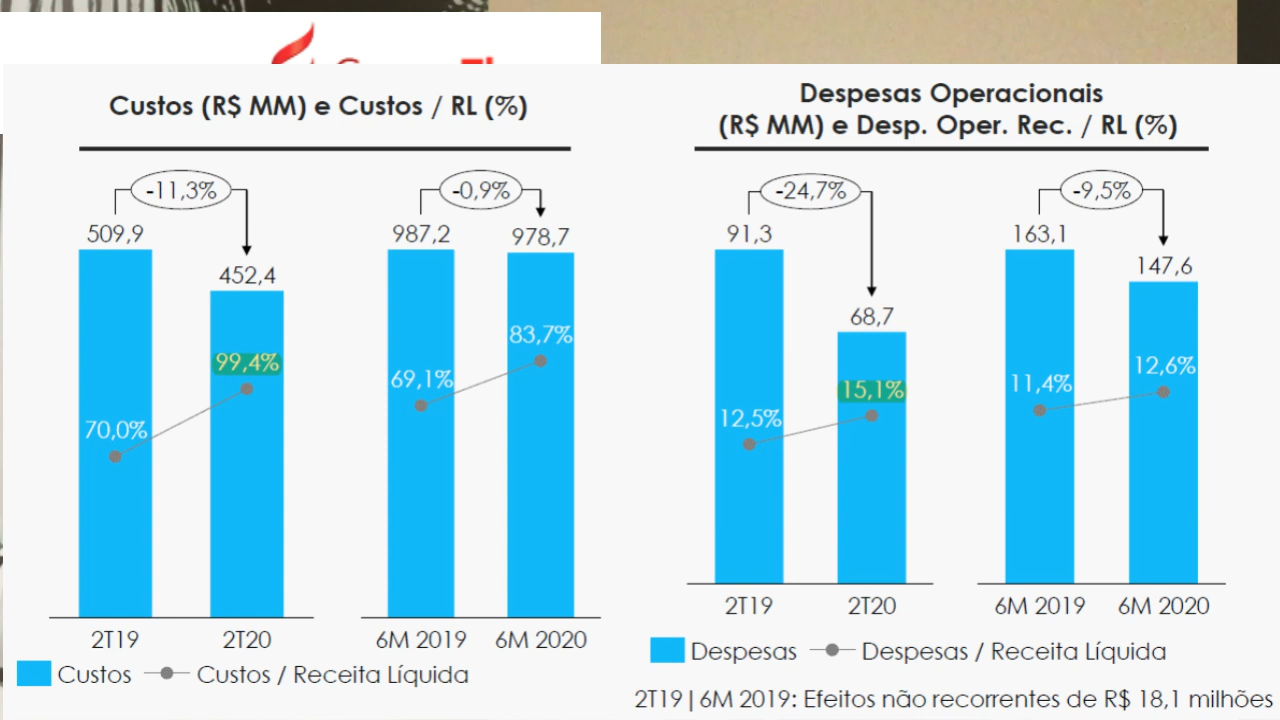 Custos (R$ MM) e Custos / RL (%)
-11,3%
-0,9%
509,9
452,4
987,2
978,7
70,0%
99,4%
69,1%
83,7%
2T19
2T20
6M 2019
6M 2020
Custos
Custos / Receita Líquida
Despesas Operacionais
(R$ MM) e Desp. Oper. Rec. / RL (%)
-24,7%
-9,5%
91,3
68,7
163,1
147,6
12,5%
15,1%
11,4%
12,6%
2T19
2T20
6M 2019
6M 2020
Despesas
Despesas / Receita Líquida
2T19|6M 2019: Efeitos não recorrentes de R$ 18,1 milhões